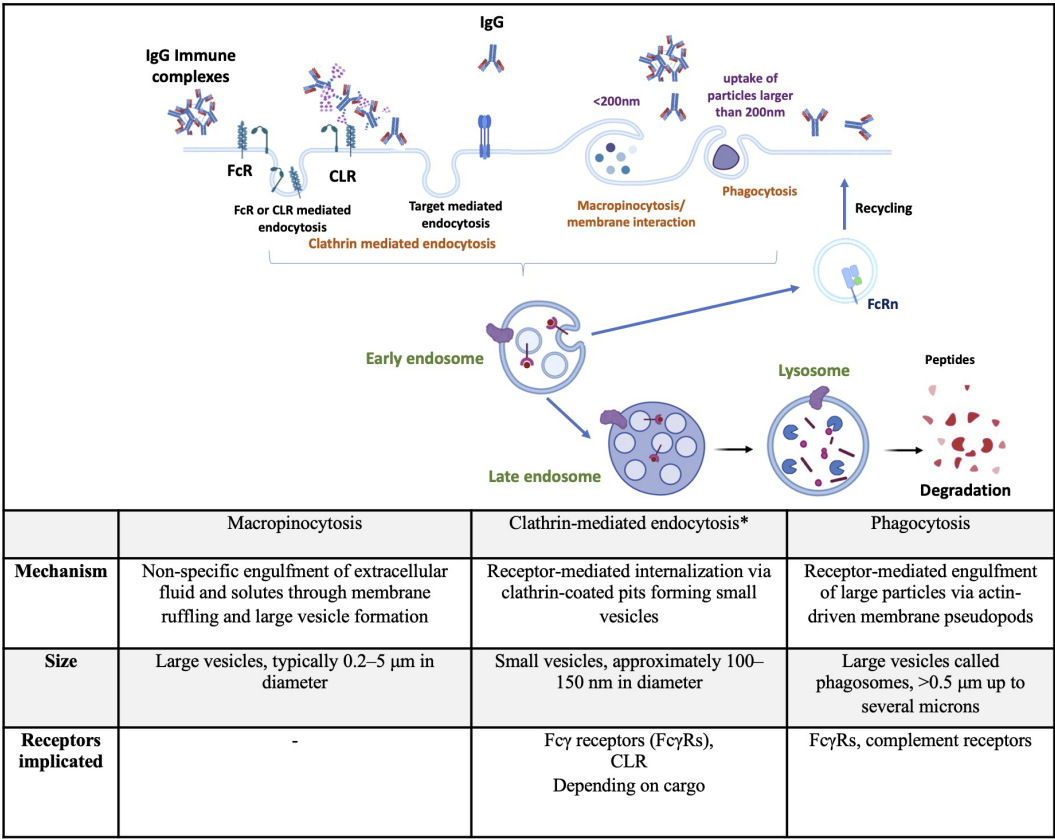 IgG
IgG Immune
complexes
<200nm
uptake of
particles larger
than 200nm
FcR
CLR
FcR or CLR mediated
endocytosis
Target mediated
endocytosis
Clathrin mediated endocytosis
Macropinocytosis/
membrane interaction
Phagocytosis
Recycling
FcRn
Early endosome
Late endosome
Lysosome
Peptides
Degradation
Macropinocytosis
Clathrin-mediated endocytosis*
Phagocytosis
Mechanism
Non-specific engulfment of extracellular
fluid and solutes through membrane
ruffling and large vesicle formation
Receptor-mediated internalization via
clathrin-coated pits forming small
vesicles
Receptor-mediated engulfment
of large particles via actin-
driven membrane pseudopods
Size
Large vesicles, typically 0.2–5 μm in
diameter
Small vesicles, approximately 100–
150 nm in diameter
Large vesicles called
phagosomes, >0.5 μm up to
several microns
Receptors
implicated
-
Fcγ receptors (FcγRs),
CLR
Depending on cargo
FcγRs, complement receptors